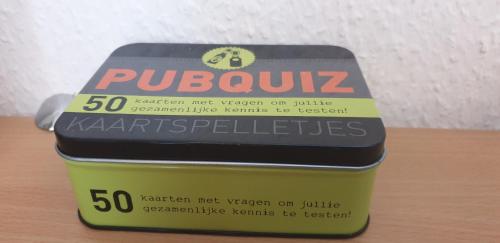 PUBQUIZ
50 kaarten met vragen om jullie
gezamenlijke kennis te testen!
KAARTSPELLETJES
50 kaarten met vragen om jullie
gezamenlijke kennis te testen!